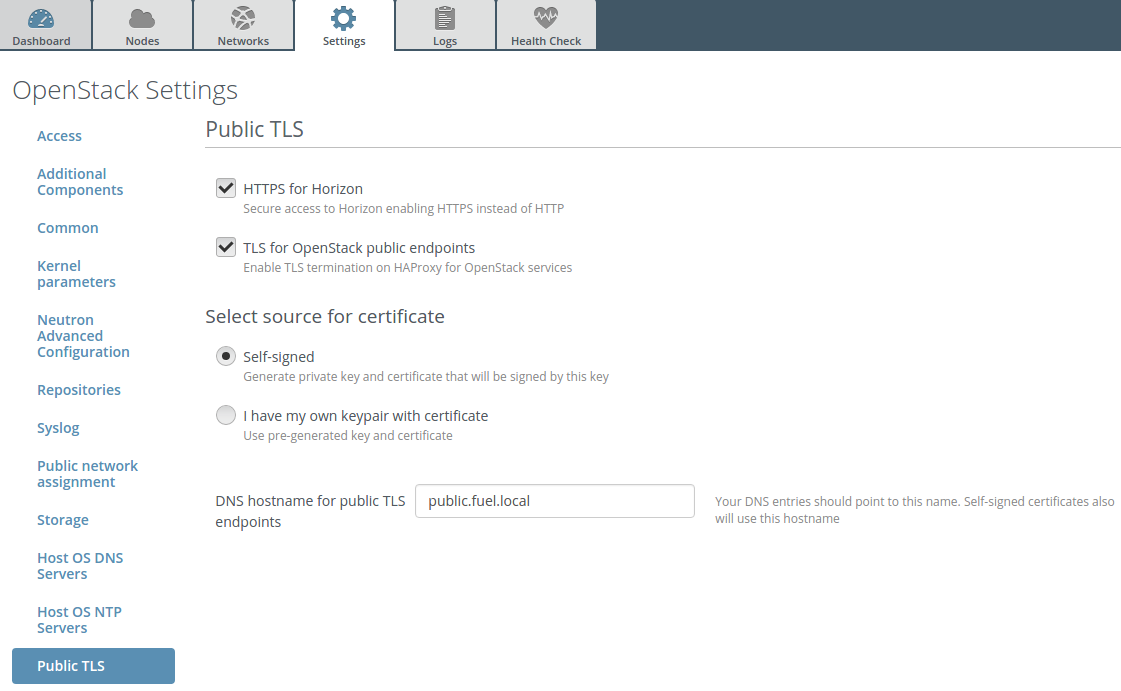 Dashboard
Nodes
Networks
Settings
Logs
Health Check
OpenStack Settings
Access
Additional
Components
Common
Kernel
parameters
Neutron
Advanced
Configuration
Repositories
Syslog
Public network
assignment
Storage
Host OS DNS
Servers
Host OS NTP
Servers
Public TLS
Public TLS
HTTPS for Horizon
Secure access to Horizon enabling HTTPS instead of HTTP
TLS for OpenStack public endpoints
Enable TLS termination on HAProxy for OpenStack services
Select source for certificate
Self-signed
Generate private key and certificate that will be signed by this key
I have my own keypair with certificate
Use pre-generated key and certificate
DNS hostname for public TLS
endpoints
public.fuel.local
Your DNS entries should point to this name. Self-signed certificates also
will use this hostname